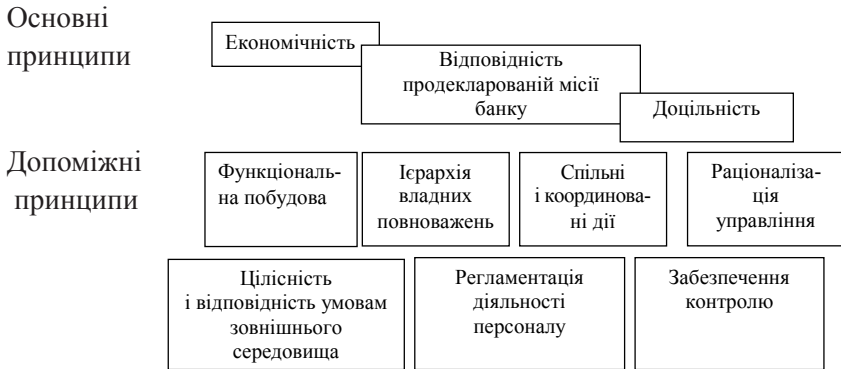 Основні
принципи
Економічність
Відповідність
продекларованій місії
банку
Доцільність
Допоміжні
принципи
Функціональ-
на побудова
Ієрархія
владних
повноважень
Спільні
і координова-
ні дії
Раціоналіза-
ція
управління
Цілісність
і відповідність умовам
зовнішнього
середовища
Регламентація
діяльності
персоналу
Забезпечення
контролю